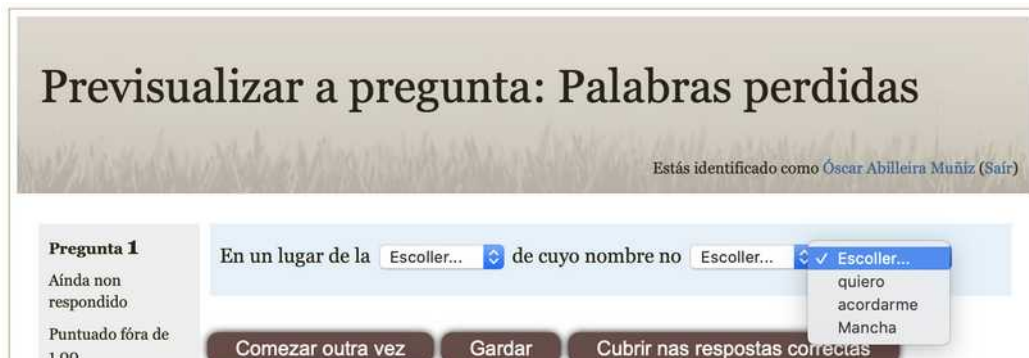 Previsualizar a pregunta: Palabras perdidas
Estás identificado como Óscar Abilleira Muñiz (Saír)
Pregunta 1
Aínda non
respondido
Puntuado fóra de
1,00
En un lugar de la Escoller... de cuyo nombre no Escoller... ✓ Escoller...
quiero
acordarme
Mancha
Comezar outra vez Gardar Cubrir nas respostas correctas